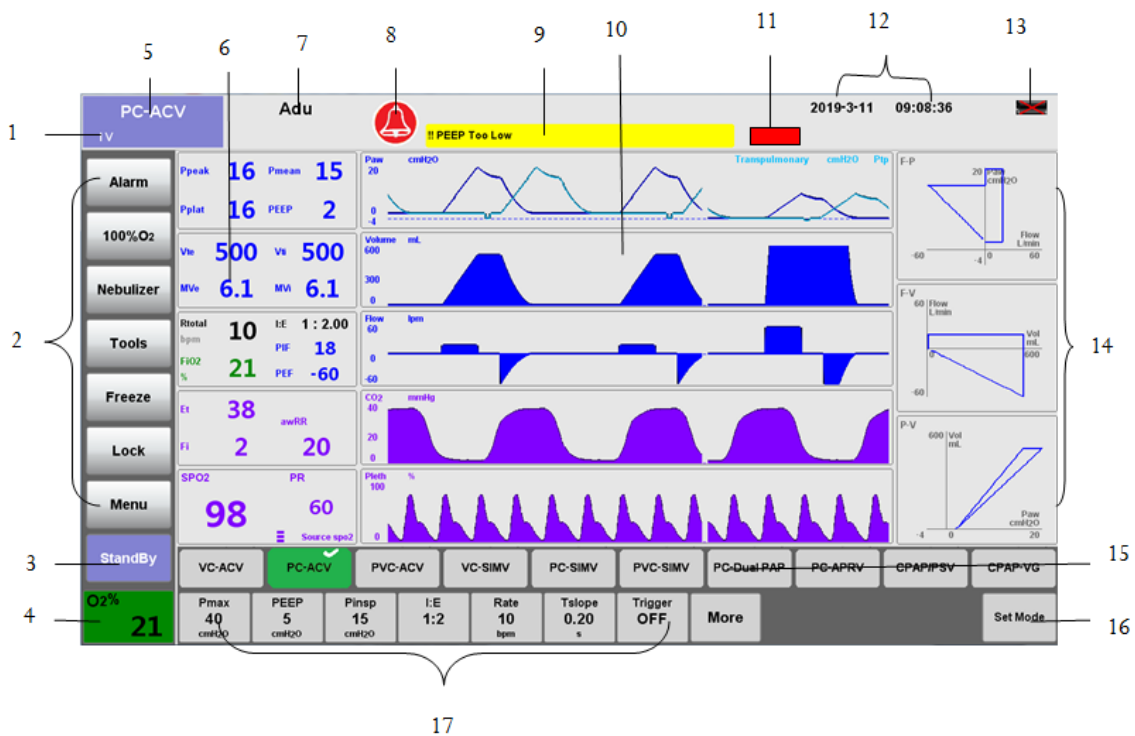 11
12
10
9
13
8
7
6
5
PC-ACV
Adu
2019-3-11 09:08:36
1
!! PEEP Too Low
Alarm
100%O2
Nebulizer
Tools
Freeze
Lock
Menu
StandBy
O2%
21
2
3
4
Ppeak 16 Pmean 15
Pplat 16 PEEP 2
Vte 500 Vti 500
MVe 6.1 MVi 6.1
Rtotal 10 I:E 1 : 2.00
bpm PIF 18
FiO2 21 PEF -60
%
Et 38 awRR
Fi 2 20
SPO2 PR
98 60
Source spo2
Paw cmH2O Transpulmonary cmH2O Ptp
20
0
-4
Volume mL
600
300
0
Flow lpm
60
0
-60
CO2 mmHg
40
20
0
Pleth %
100
0
F-P
20 Paw
cmH2O
Flow
L/min
-60 0 60
-4
F-V
60 Flow
L/min
Vol
mL
0 600
-60
P-V
600 Vol
mL
Paw
cmH2O
-4 0 20
14
VC-ACV PC-ACV PVC-ACV VC-SIMV PC-SIMV PVC-SIMV PC-Dual PAP PC-APRV CPAP/PSV CPAP-VG
15
Pmax PEEP Pinsp I:E Rate Tslope Trigger
40 5 15 1:2 10 0.20 OFF More Set Mode
cmH2O cmH2O cmH2O bpm s
16
17